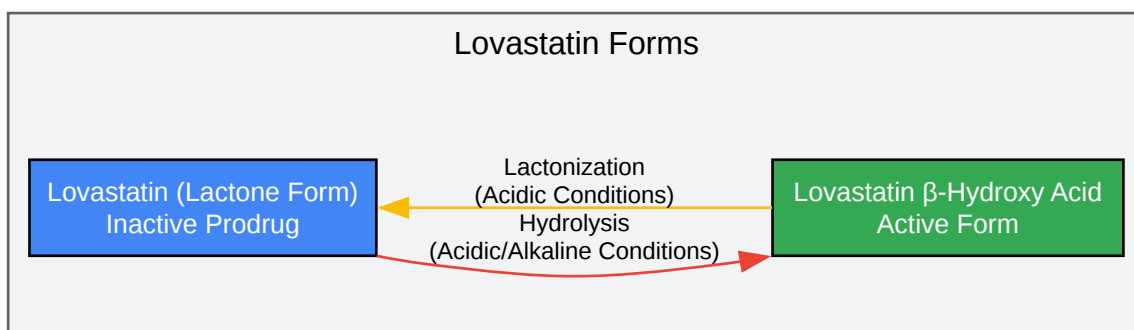 Lovastatin Forms
Lovastatin (Lactone Form)
Inactive Prodrug
Lactonization
(Acidic Conditions)
Hydrolysis
(Acidic/Alkaline Conditions)
Lovastatin β-Hydroxy Acid
Active Form